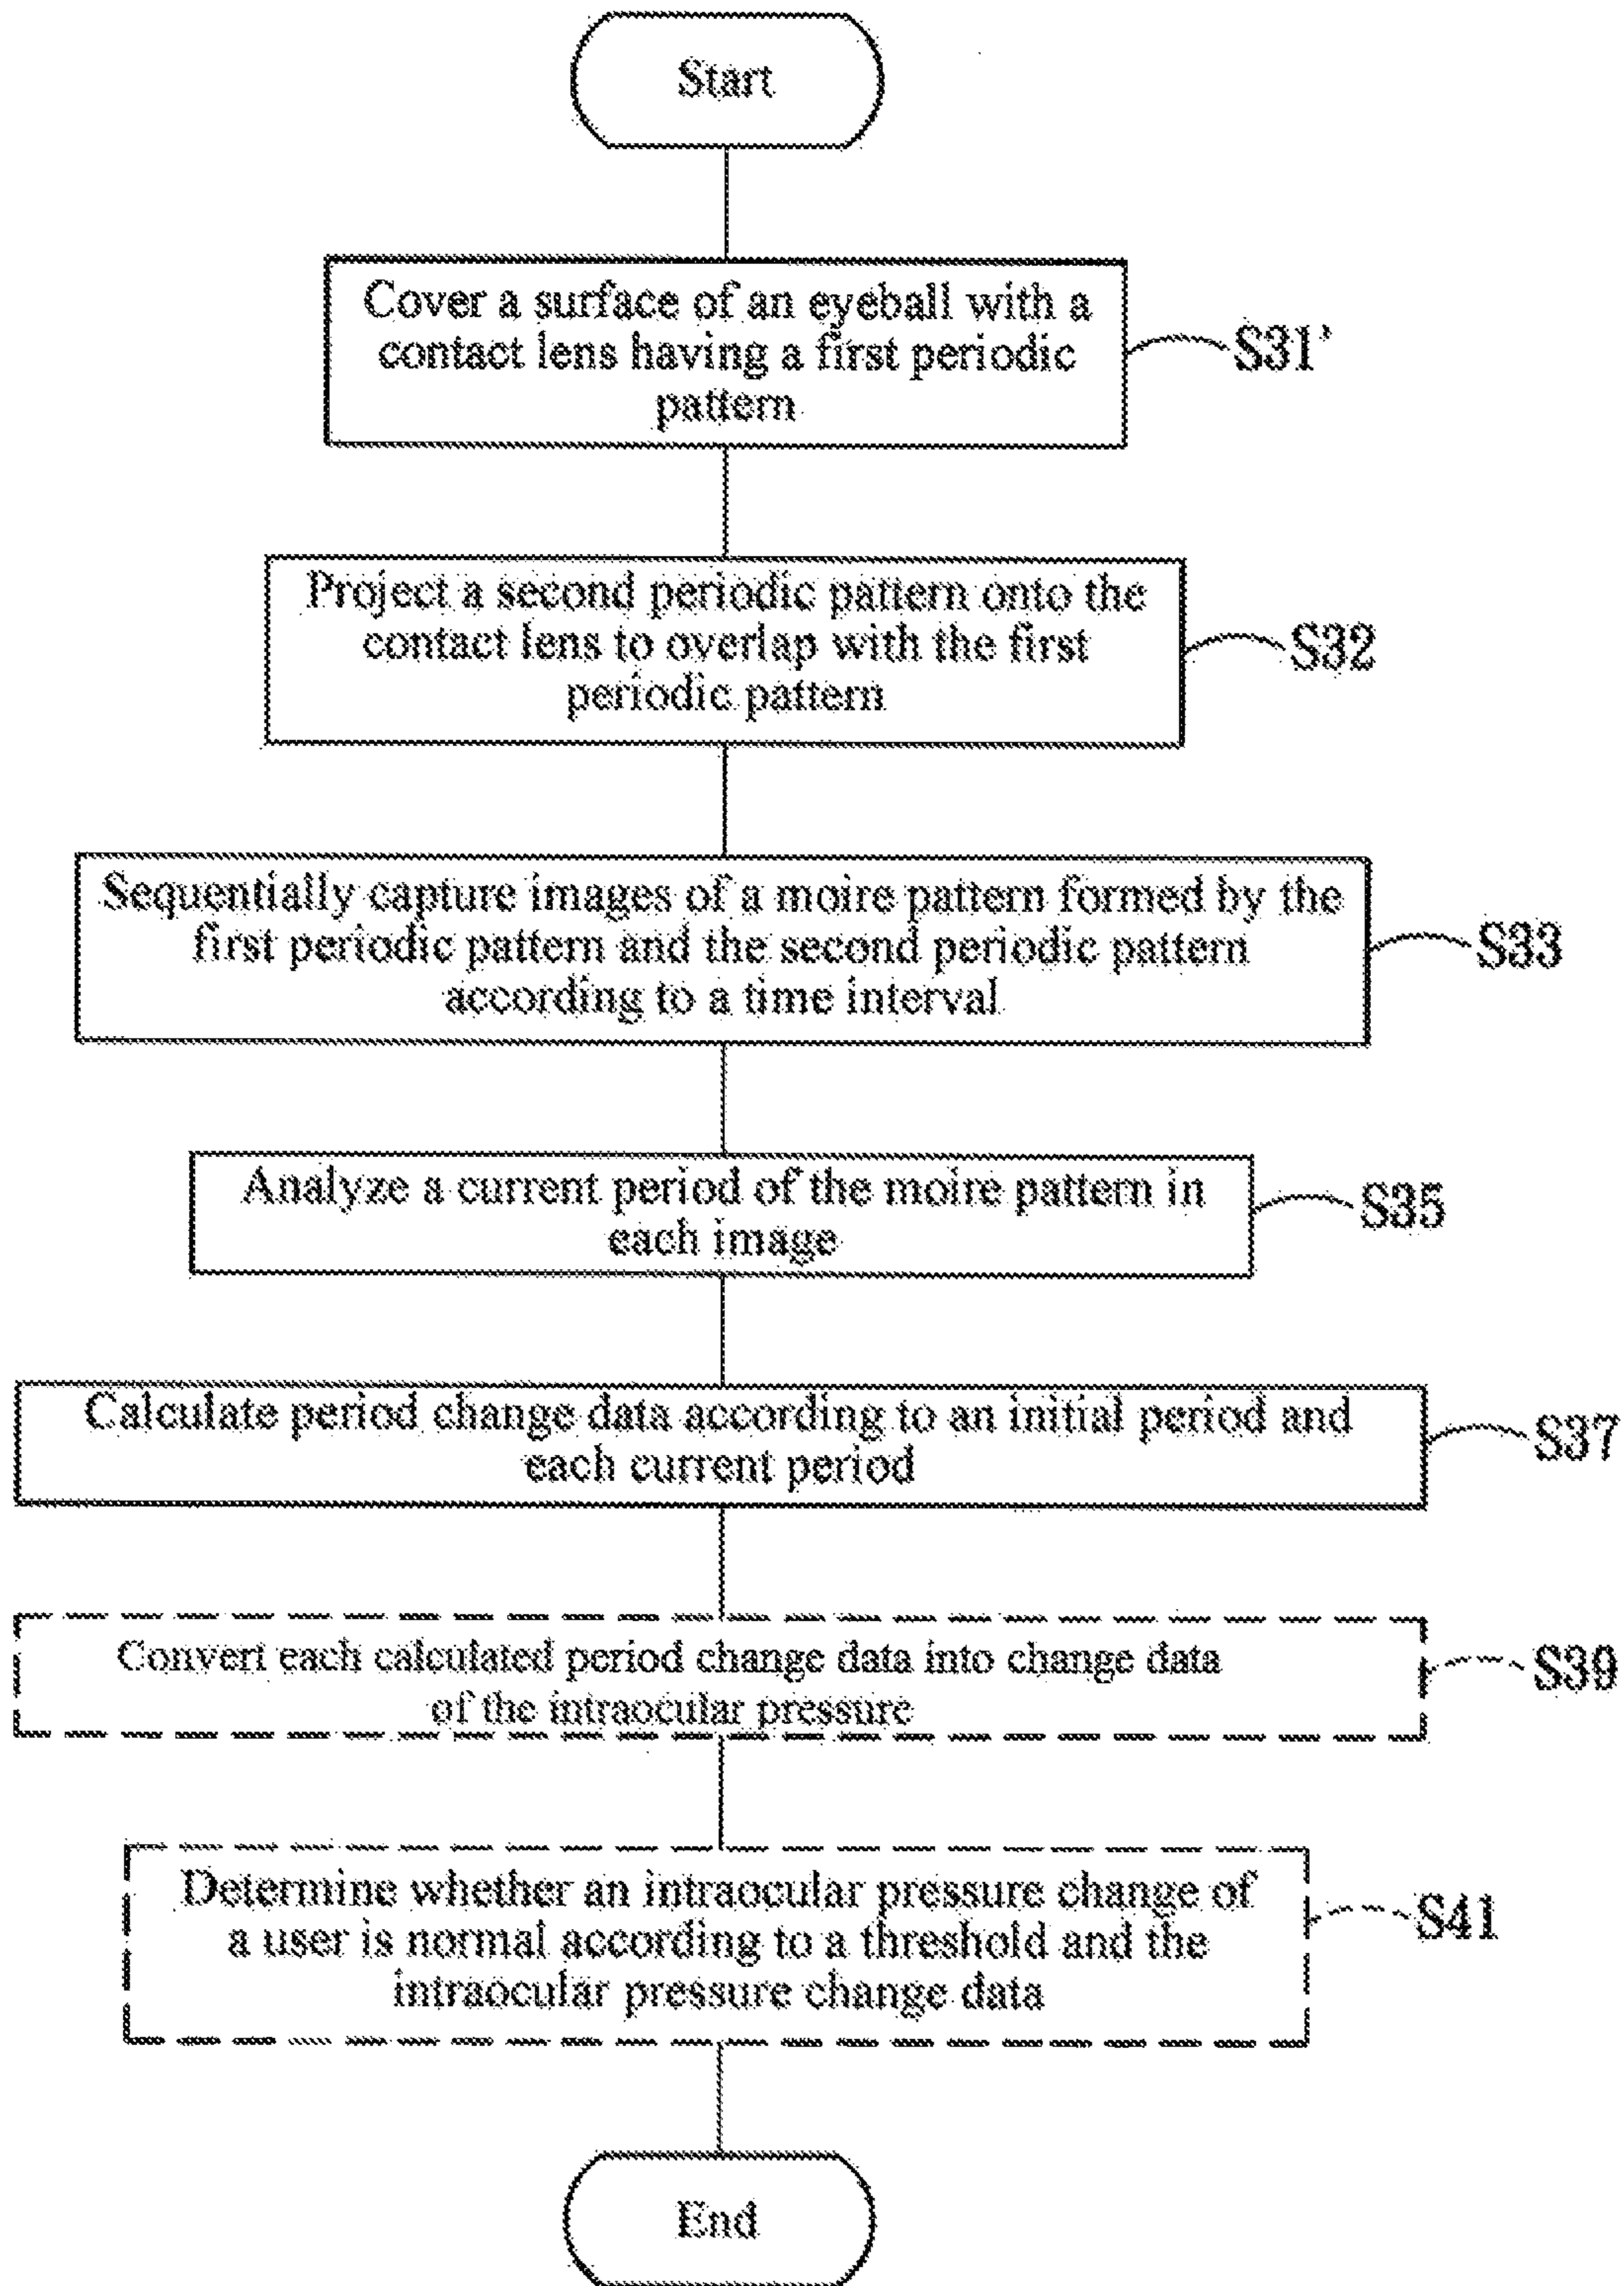 Start
Cover a surface of an eyeball with a
contact lens having a first periodic
pattern
S31'
Project a second periodic pattern onto the
contact lens to overlap with the first
periodic pattern
S32
Sequentially capture images of a moire pattern formed by the
first periodic pattern and the second periodic pattern
according to a time interval
S33
Analyze a current period of the moire pattern in
each image
S35
Calculate period change data according to an initial period and
each current period
S37
Convert each calculated period change data into change data
of the intraocular pressure
S39
Determine whether an intraocular pressure change of
a user is normal according to a threshold and the
intraocular pressure change data
S41
End